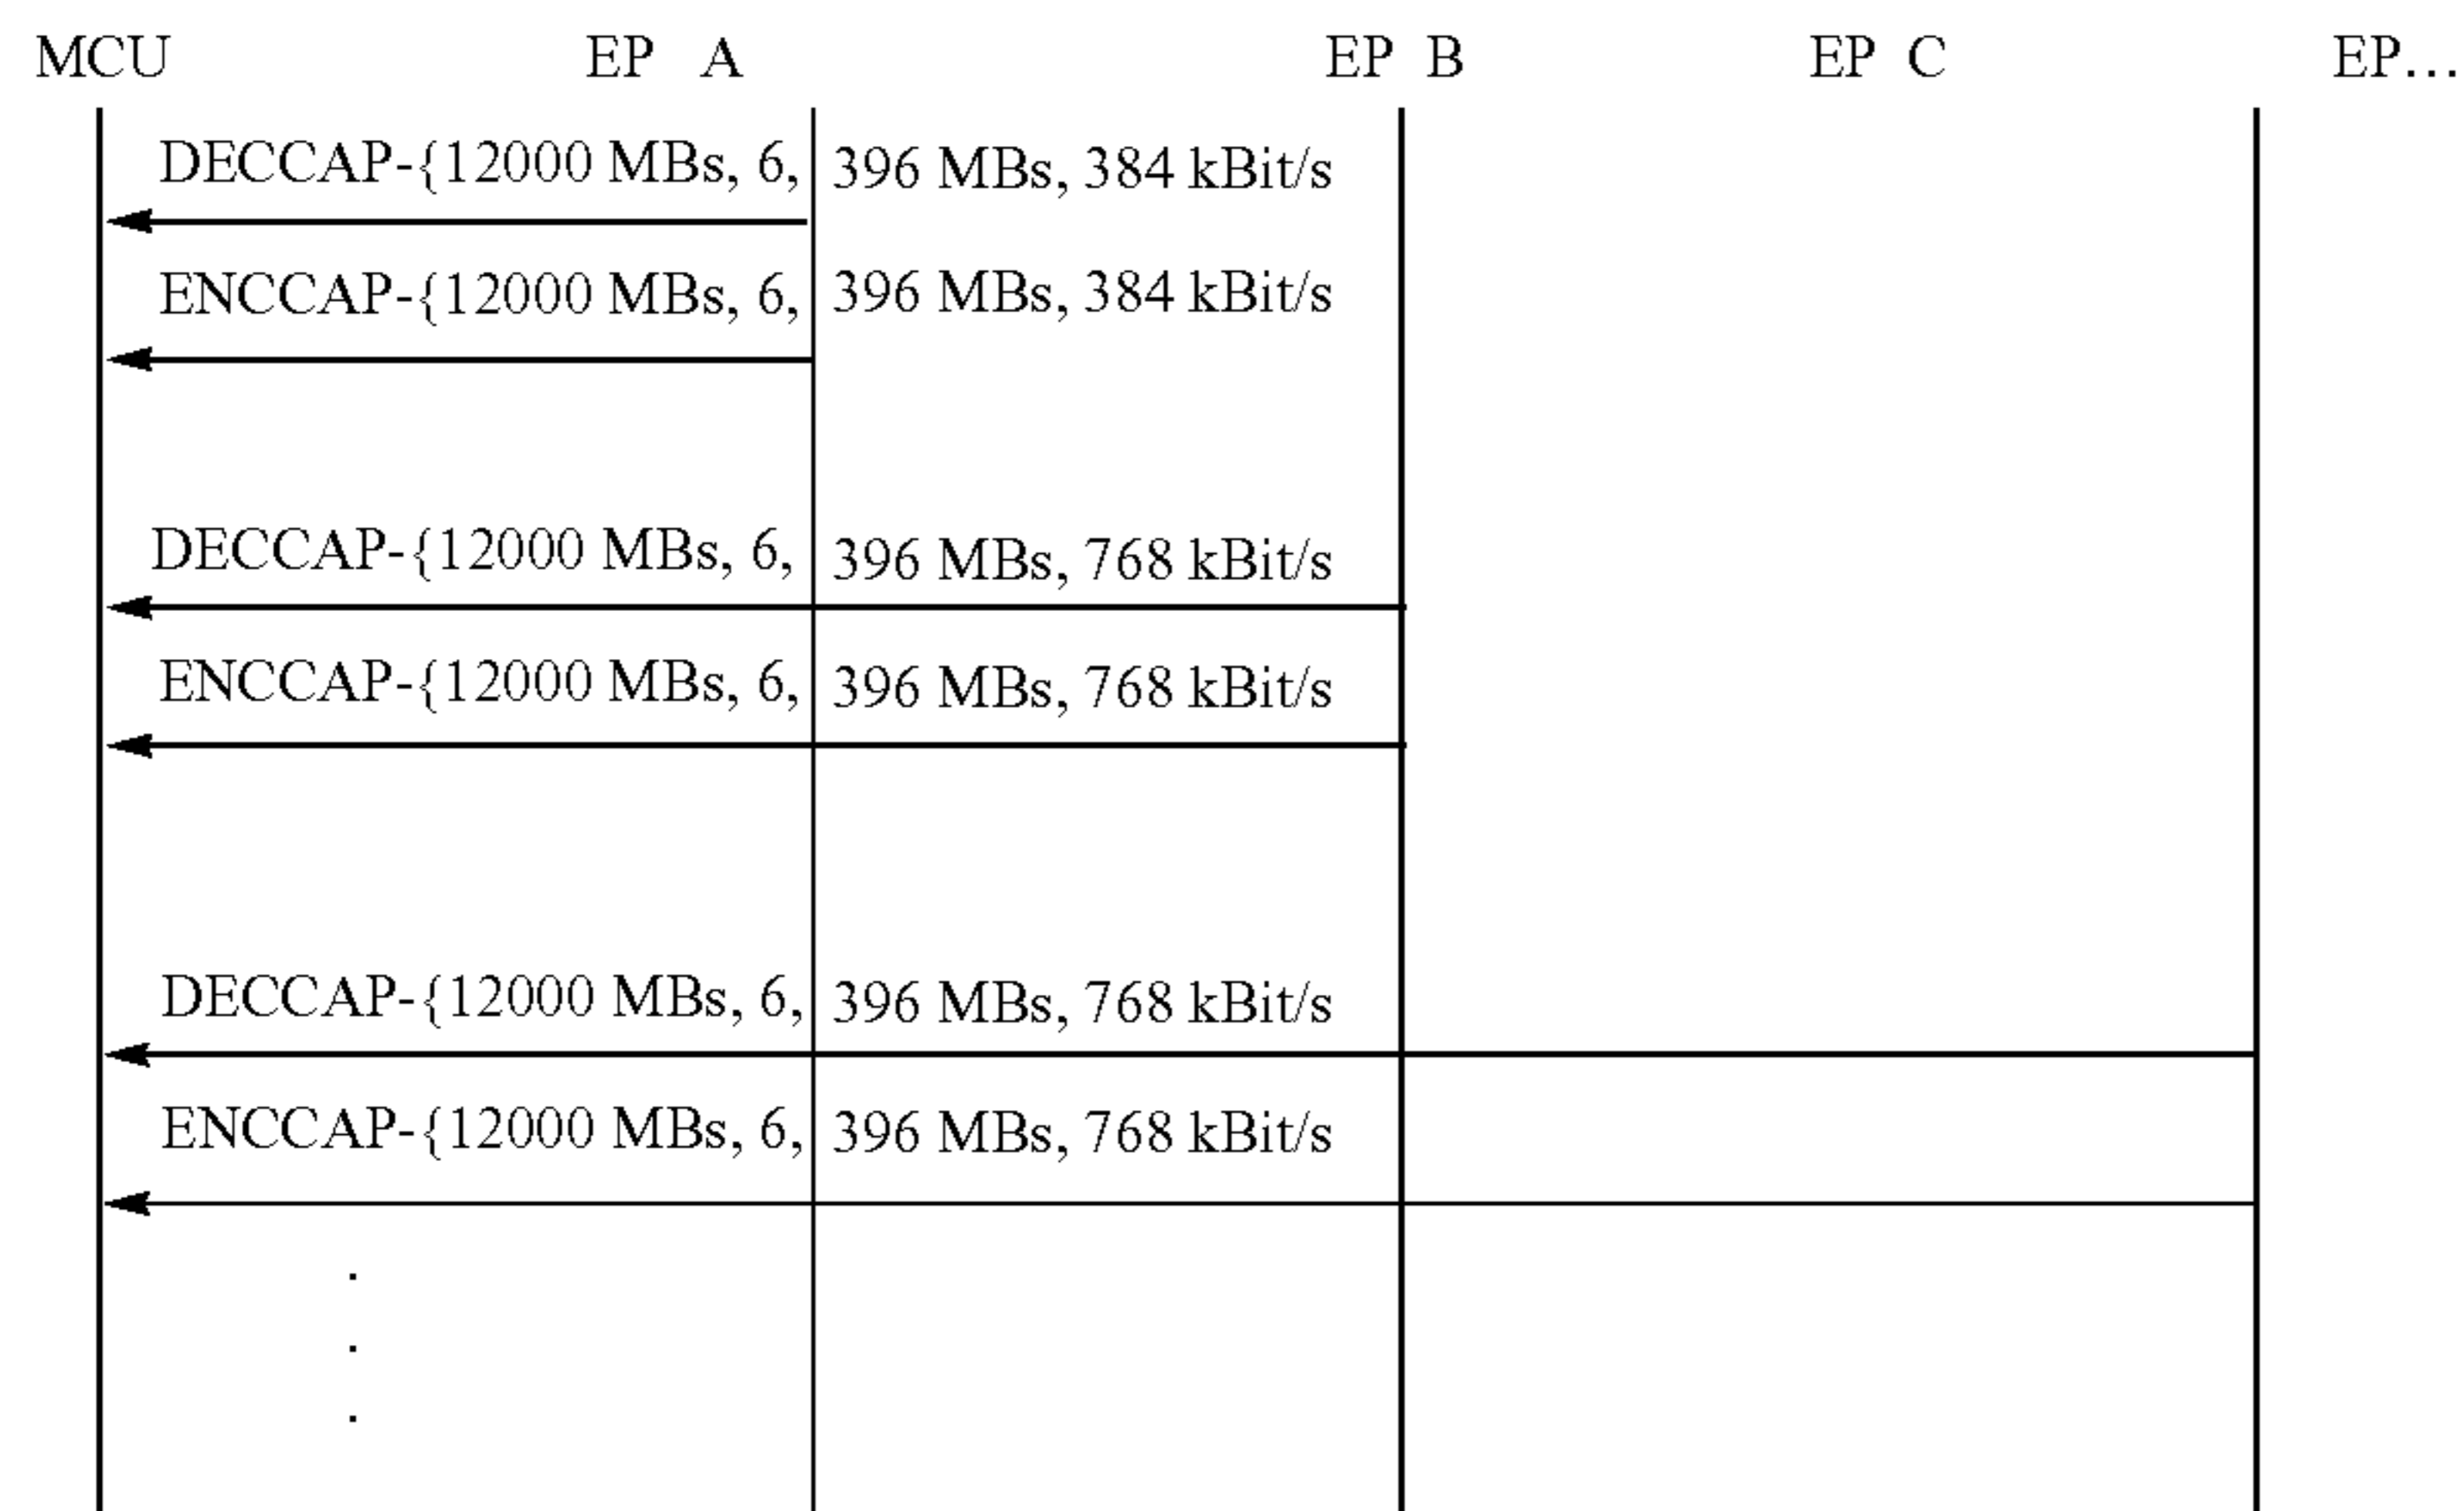 MCU EP A EP B EP C EP...
DECCAP-{12000 MBs, 6, 396 MBs, 384 kBit/s
ENCCAP-{12000 MBs, 6, 396 MBs, 384 kBit/s
DECCAP-{12000 MBs, 6, 396 MBs, 768 kBit/s
ENCCAP-{12000 MBs, 6, 396 MBs, 768 kBit/s
DECCAP-{12000 MBs, 6, 396 MBs, 768 kBit/s
ENCCAP-{12000 MBs, 6, 396 MBs, 768 kBit/s
.
.
.